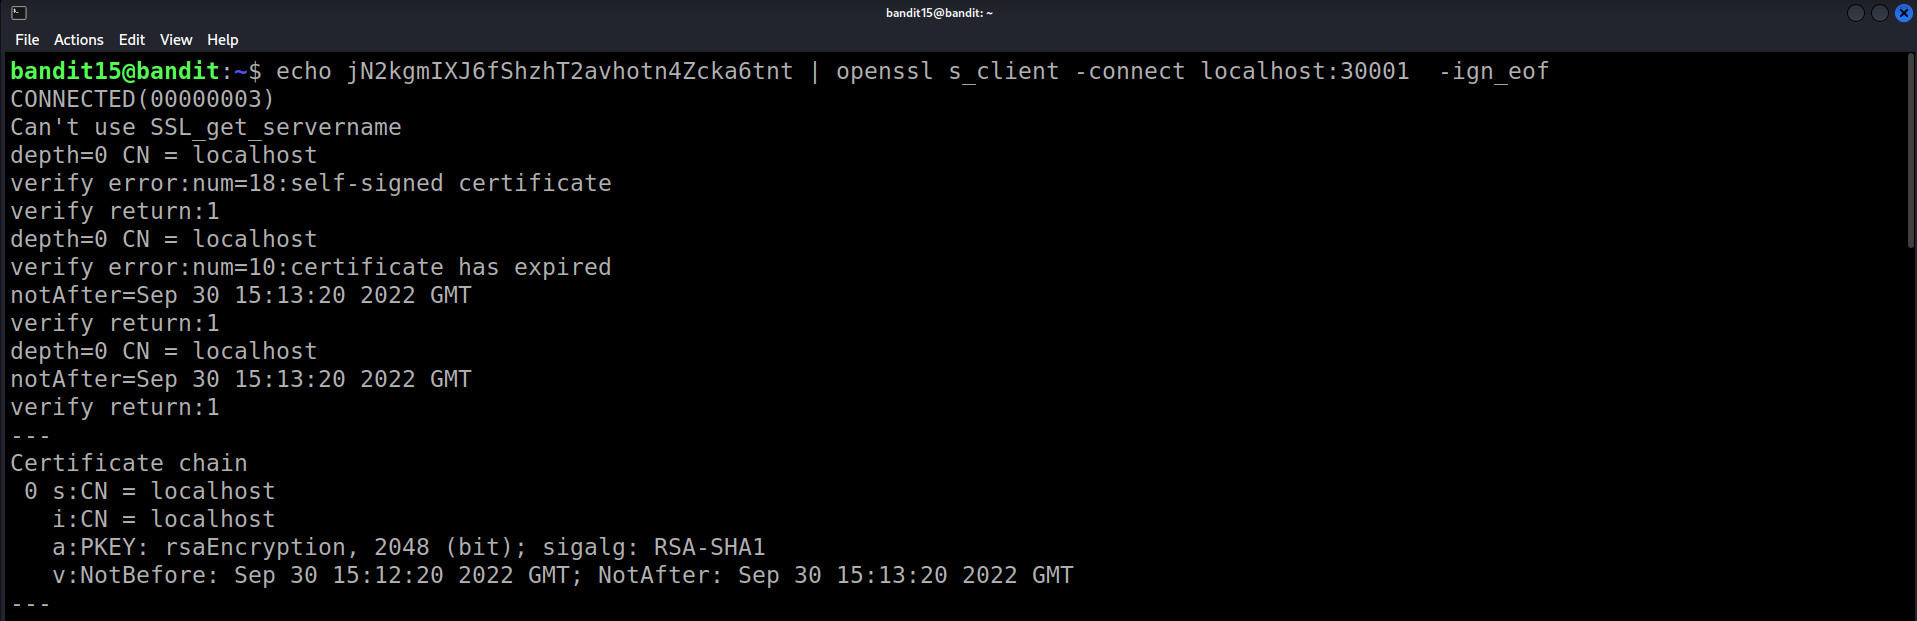 bandit15@bandit: ~
File Actions Edit View Help
bandit15@bandit:~$ echo jN2kgmIXJ6fShzhT2avhotn4Zcka6tnt | openssl s_client -connect localhost:30001  -ign_eof
CONNECTED(00000003)
Can't use SSL_get_servername
depth=0 CN = localhost
verify error:num=18:self-signed certificate
verify return:1
depth=0 CN = localhost
verify error:num=10:certificate has expired
notAfter=Sep 30 15:13:20 2022 GMT
verify return:1
depth=0 CN = localhost
notAfter=Sep 30 15:13:20 2022 GMT
verify return:1
---
Certificate chain
 0 s:CN = localhost
   i:CN = localhost
   a:PKEY: rsaEncryption, 2048 (bit); sigalg: RSA-SHA1
   v:NotBefore: Sep 30 15:12:20 2022 GMT; NotAfter: Sep 30 15:13:20 2022 GMT
---